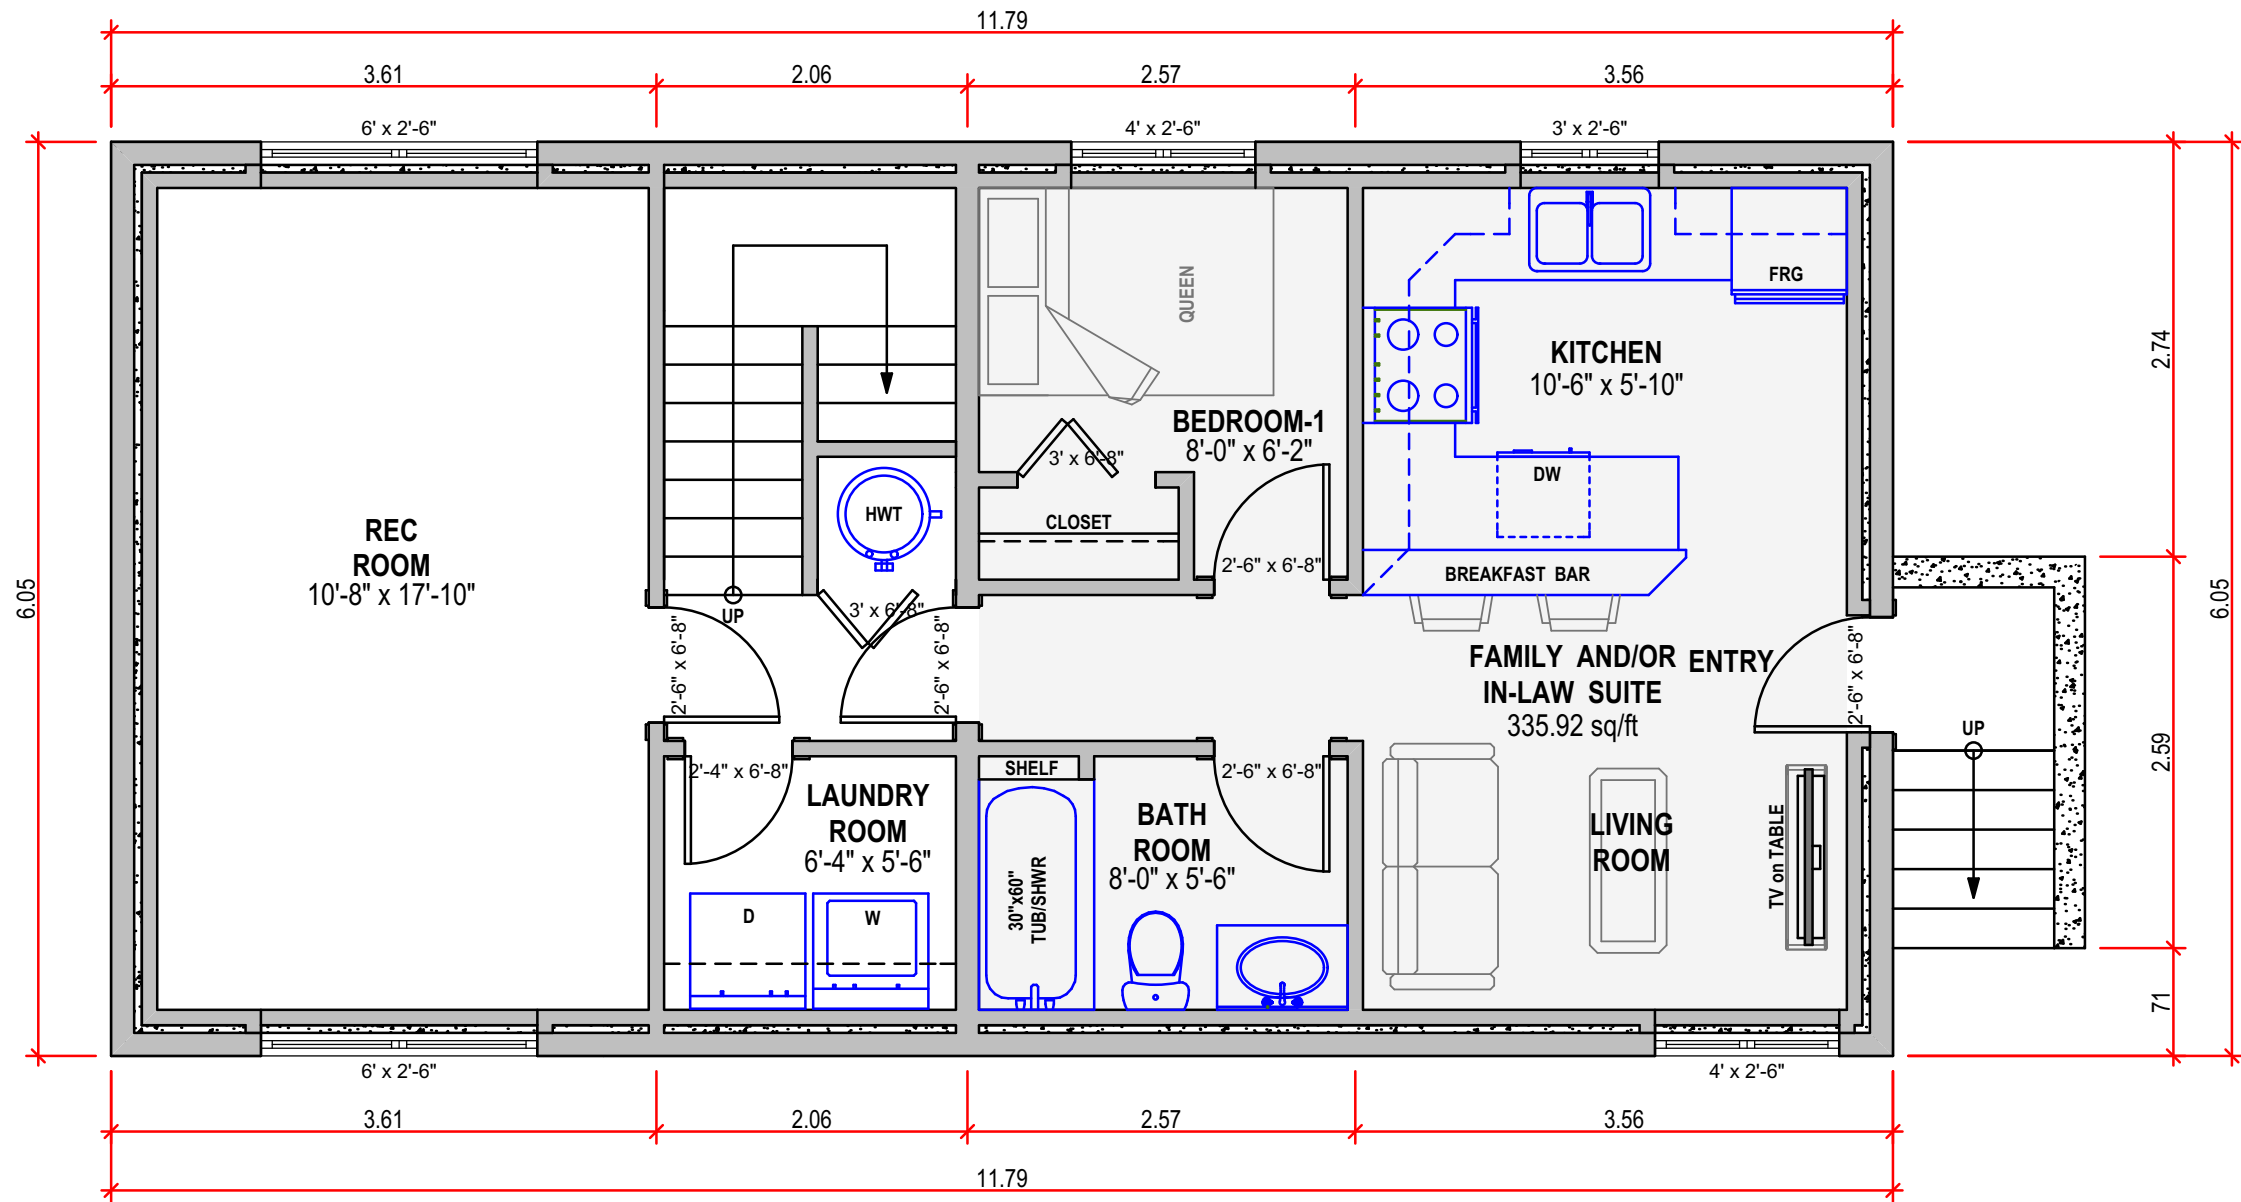 11.79
3.61 2.06 2.57 3.56
6' x 2'-6" 4' x 2'-6" 3' x 2'-6"
QUEEN
FRG
2.74
KITCHEN
10'-6" x 5'-10"
BEDROOM-1
8'-0" x 6'-2"
3' x 6'-8"
DW
HWT
CLOSET
REC
ROOM
10'-8" x 17'-10"
2'-6" x 6'-8"
BREAKFAST BAR
6.05
6.05
UP
3' x 6'-8"
2'-6" x 6'-8"
2'-6" x 6'-8"
FAMILY AND/OR
IN-LAW SUITE
335.92 sq/ft
ENTRY
2'-6" x 6'-8"
UP
2.59
2'-4" x 6'-8"
SHELF
2'-6" x 6'-8"
LAUNDRY
ROOM
6'-4" x 5'-6"
BATH
ROOM
8'-0" x 5'-6"
LIVING
ROOM
TV on TABLE
30"x60"
TUB/SHWR
D
W
71
6' x 2'-6" 4' x 2'-6"
3.61 2.06 2.57 3.56
11.79